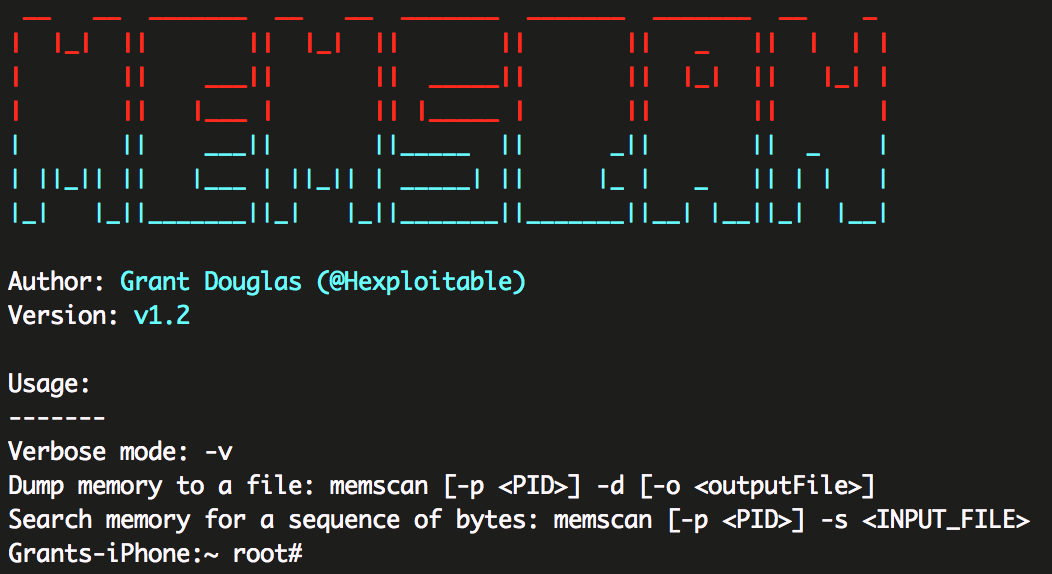 MEMSCAN
Author: Grant Douglas (@Hexploitable)
Version: v1.2
Usage:
-------
Verbose mode: -v
Dump memory to a file: memscan [-p <PID>] -d [-o <outputFile>]
Search memory for a sequence of bytes: memscan [-p <PID>] -s <INPUT_FILE>
Grants-iPhone:~ root#